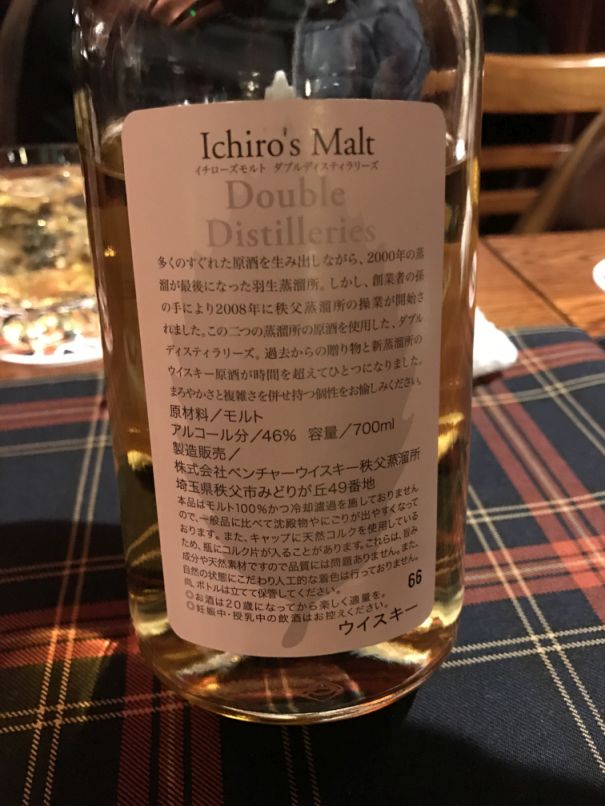 Ichiro's Malt
イチローズモルト ダブルディスティラリーズ
Double
Distilleries
多くのすぐれた原酒を生み出しながら、2000年の蒸
溜が最後になった羽生蒸溜所。しかし、創業者の孫
の手により2008年に秩父蒸溜所の操業が開始さ
れました。この二つの蒸溜所の原酒を使用した、ダブル
ディスティラリーズ。過去からの贈り物と新蒸溜所の
ウイスキー原酒が時間を超えてひとつになりました。
まろやかさと複雑さを併せ持つ個性をお愉しみください。
原材料／モルト
アルコール分／46% 容量／700ml
製造販売／
株式会社ベンチャーウイスキー秩父蒸溜所
埼玉県秩父市みどりが丘49番地
本品はモルト100%かつ冷却濾過を施しておりません
ので、一般品に比べて沈殿物やにごりが出やすくなって
おります。また、キャップに天然コルクを使用している
ため、瓶にコルク片が入ることがあります。これらは、旨み
成分や天然素材ですので品質には問題ありません。また、
自然の状態にこだわり人工的な着色は行っておりません。
尚、ボトルは立てて保管してください。
◎お酒は20歳になってから楽しく適量を。
◎妊娠中・授乳中の飲酒はお控えください。
66
ウイスキー